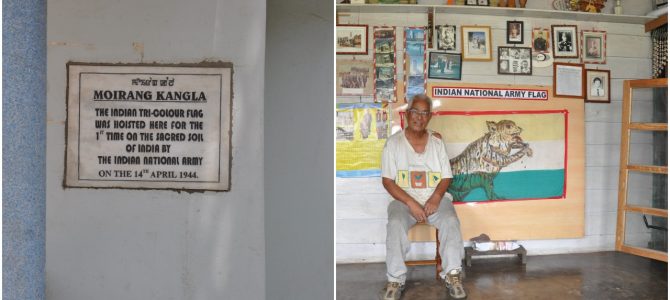 MOIRANG KANGLA
THE INDIAN TRI-COLOUR FLAG
WAS HOISTED HERE FOR THE
1ST TIME ON THE SACRED SOIL
OF INDIA BY
THE INDIAN NATIONAL ARMY
ON THE 14TH APRIL 1944.
INDIAN NATIONAL ARMY FLAG